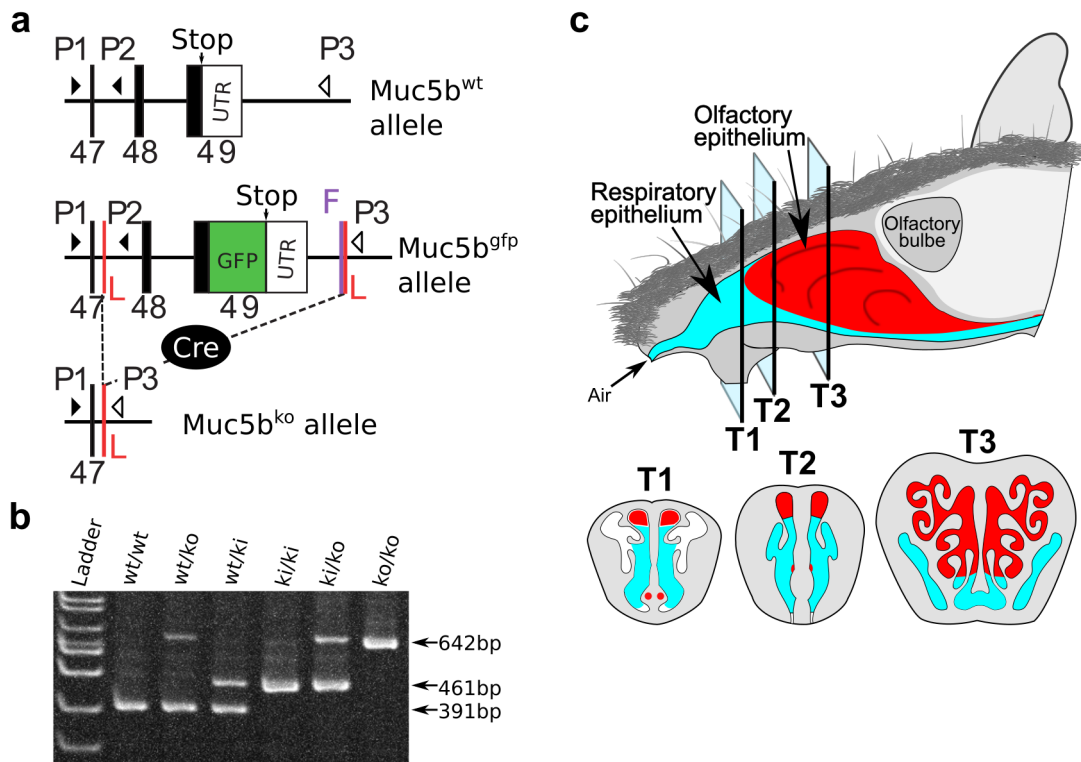 a
Stop
P1 P2 P3
UTR
Muc5b^wt
allele
47 48 49
Stop
P1 P2 F P3
GFP UTR
Muc5b^gfp
allele
47 L 48 49 L
Cre
P1 P3
Muc5b^ko allele
47 L
b
Ladder
wt/wt
wt/ko
wt/ki
ki/ki
ki/ko
ko/ko
642bp
461bp
391bp
c
Olfactory
epithelium
Respiratory
epithelium
Olfactory
bulbe
Air
T1
T2
T3
T1
T2
T3